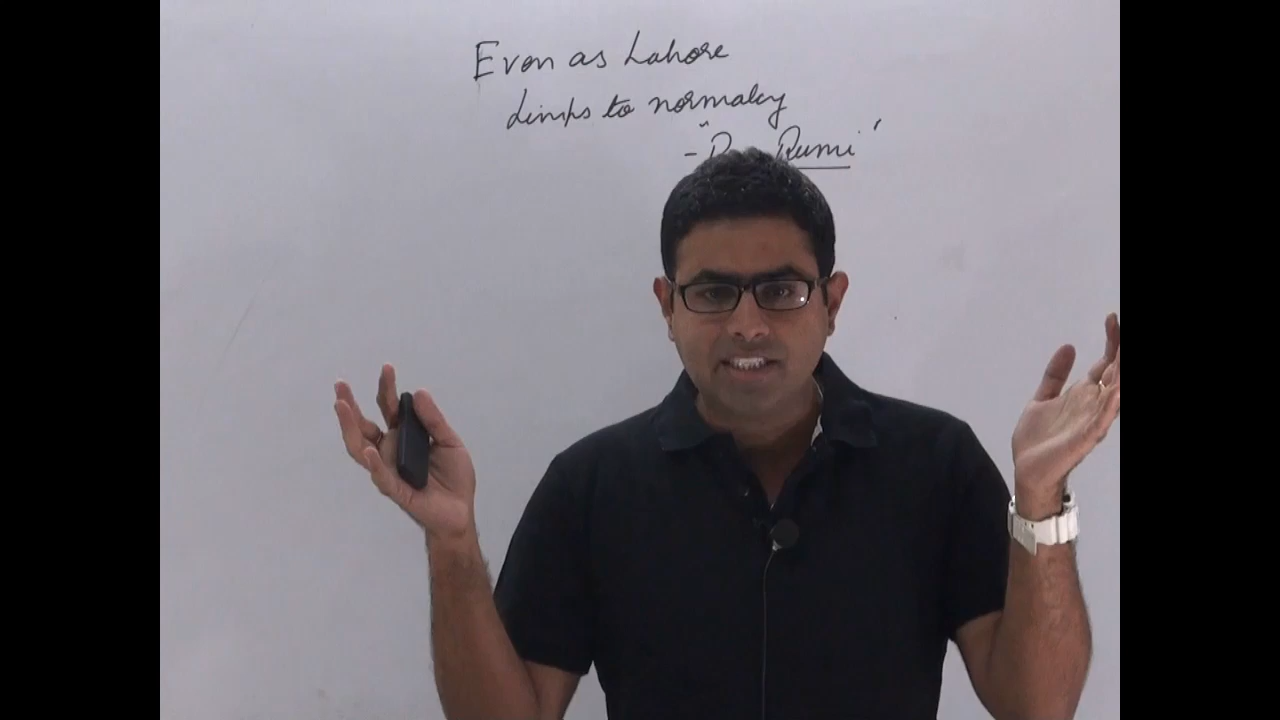 Even as Lahore
Limps to normalcy
- " Rumi '